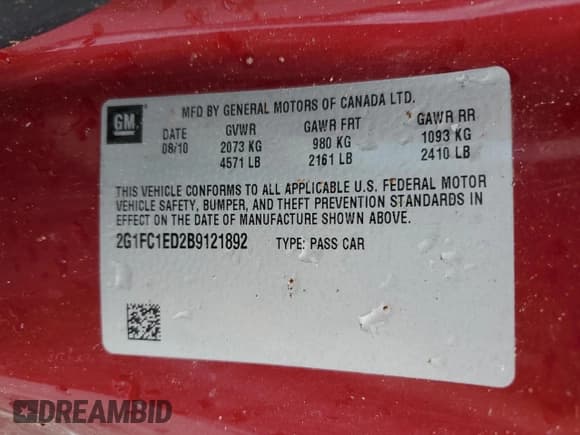 MFD BY GENERAL MOTORS OF CANADA LTD.
GM
DATE GVWR GAWR FRT GAWR RR
08/10 2073 KG 980 KG 1093 KG
4571 LB 2161 LB 2410 LB
THIS VEHICLE CONFORMS TO ALL APPLICABLE U.S. FEDERAL MOTOR
VEHICLE SAFETY, BUMPER, AND THEFT PREVENTION STANDARDS IN
EFFECT ON THE DATE OF MANUFACTURE SHOWN ABOVE.
2G1FC1ED2B9121892 TYPE: PASS CAR
DREAMBID